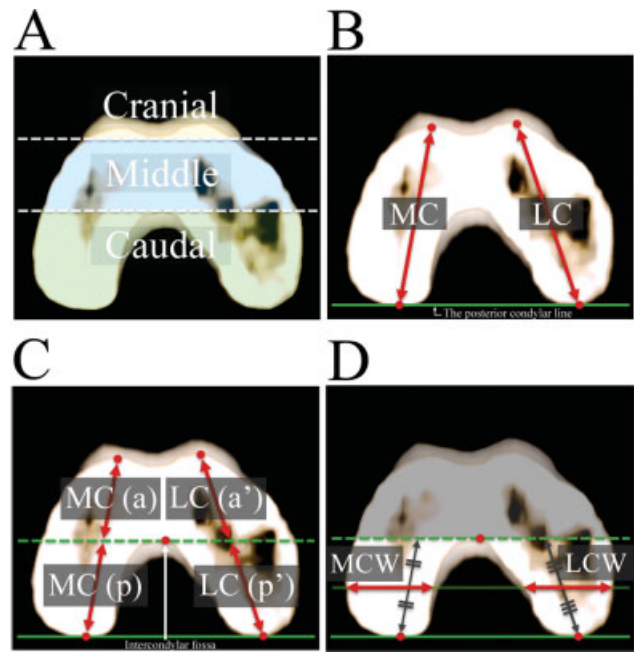 A
Cranial
Middle
Caudal
B
MC
LC
The posterior condylar line
C
MC (a)
LC (a’)
MC (p)
LC (p’)
Intercondylar fossa
D
MCW
LCW